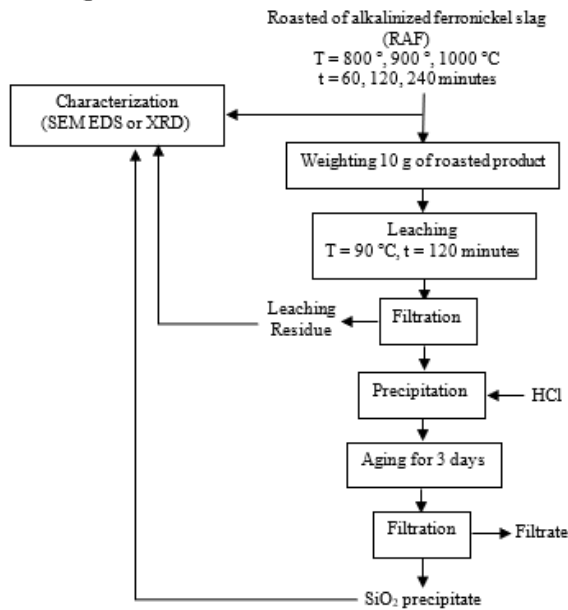 Roasted of alkalinized ferronickel slag
(RAF)
T = 800 °, 900 °, 1000 °C
t = 60, 120, 240 minutes
Characterization
(SEM EDS or XRD)
Weighting 10 g of roasted product
Leaching
T = 90 °C, t = 120 minutes
Leaching
Residue
Filtration
Precipitation
HCl
Aging for 3 days
Filtration
Filtrate
SiO₂ precipitate